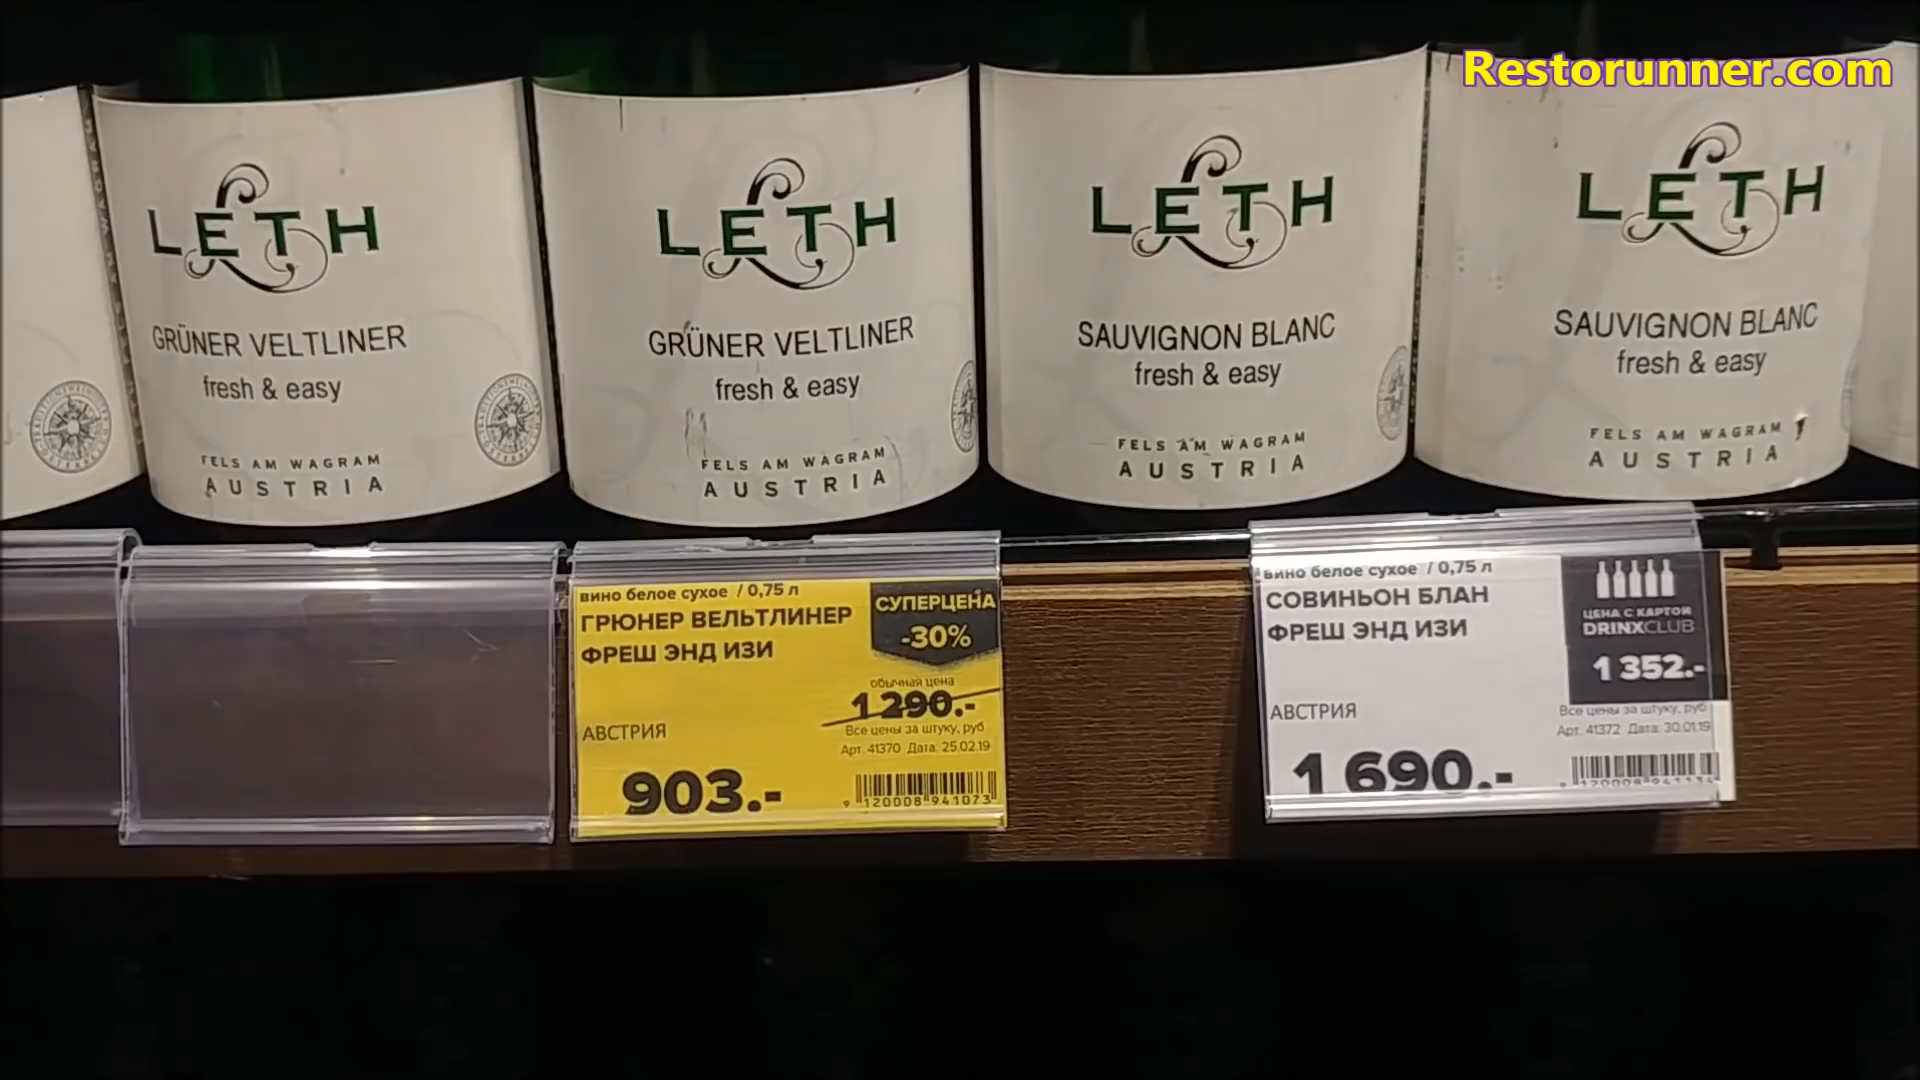 Restorunner.com
LETH
GRÜNER VELTLINER
fresh & easy
FELS AM WAGRAM
AUSTRIA
LETH
GRÜNER VELTLINER
fresh & easy
FELS AM WAGRAM
AUSTRIA
LETH
SAUVIGNON BLANC
fresh & easy
FELS AM WAGRAM
AUSTRIA
LETH
SAUVIGNON BLANC
fresh & easy
FELS AM WAGRAM
AUSTRIA
вино белое сухое / 0,75 л
ГРЮНЕР ВЕЛЬТЛИНЕР
ФРЕШ ЭНД ИЗИ
СУПЕРЦЕНА
-30%
обычная цена
1 290.-
Все цены за штуку, руб
АВСТРИЯ
Арт. 41370 Дата: 25.02.19
903.-
9 120008 941073
вино белое сухое / 0,75 л
СОВИНЬОН БЛАН
ФРЕШ ЭНД ИЗИ
ЦЕНА С КАРТОЙ
DRINXCLUB
1 352.-
АВСТРИЯ
Все цены за штуку, руб
Арт. 41372 Дата: 30.01.19
1 690.-